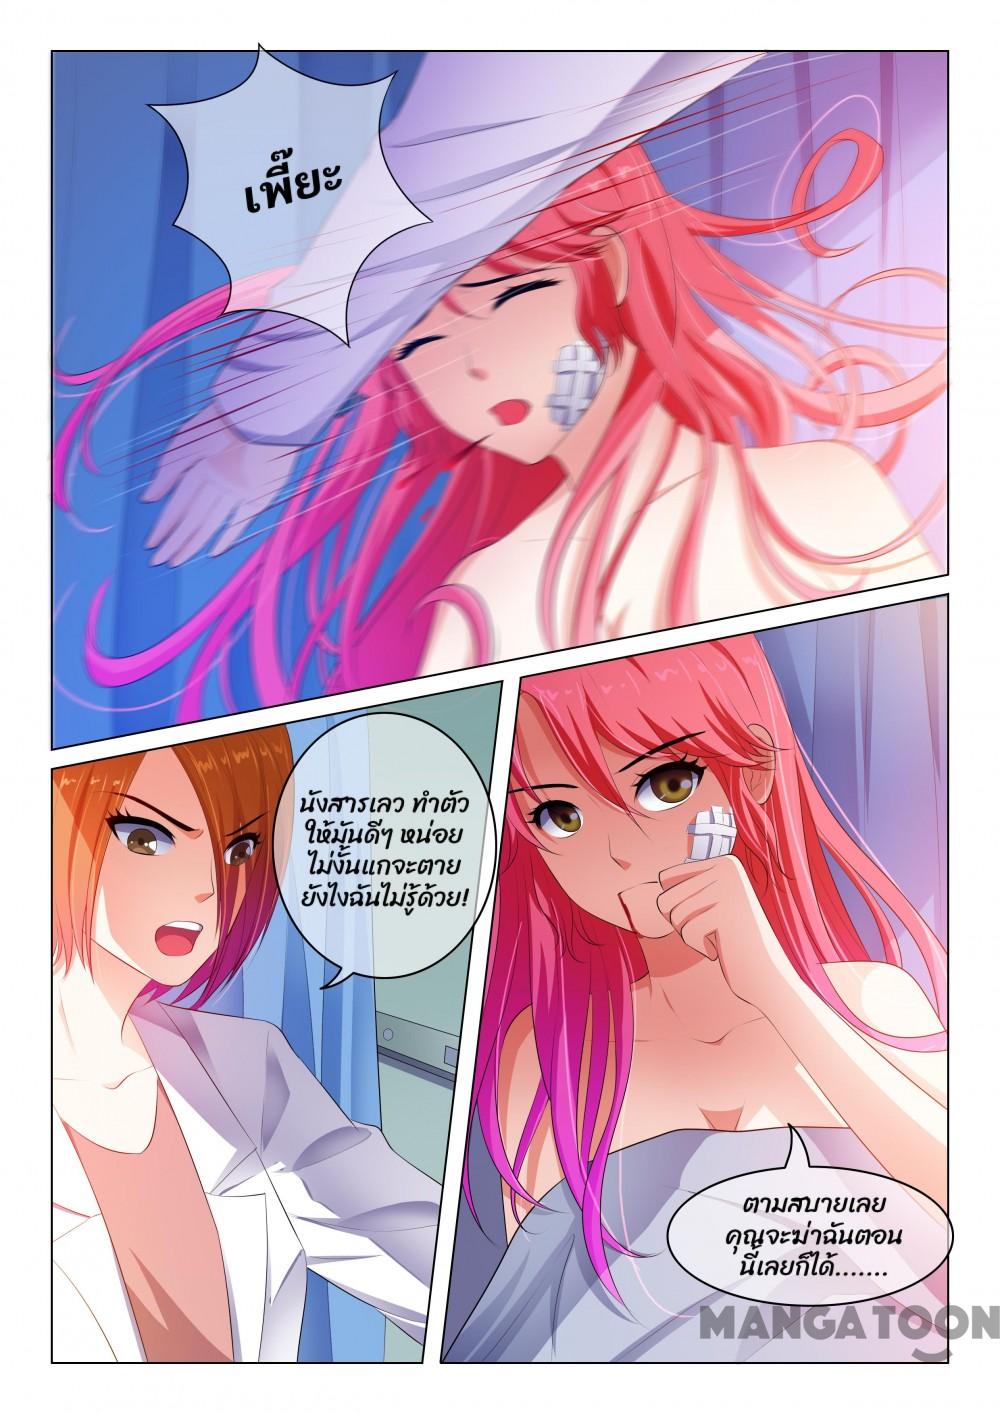 เพี๊ยะ
นังสารเลว ทำตัว
ให้มันดีๆ หน่อย
ไม่งั้นแกจะตาย
ยังไงฉันไม่รู้ด้วย!
ตามสบายเลย
คุณจะฆ่าฉันตอน
นี้เลยก็ได้.......
MANGATOON